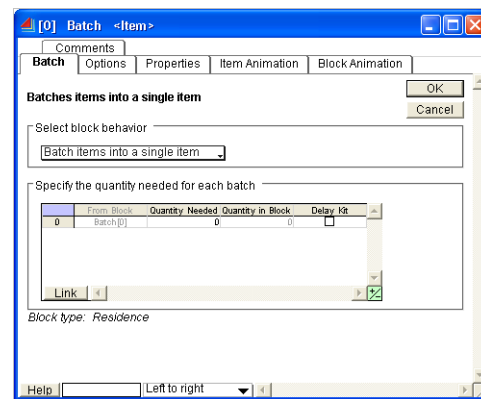 [0] Batch <Item>
Comments
Batch Options Properties Item Animation Block Animation
Batches items into a single item
OK
Cancel
Select block behavior
Batch items into a single item
Specify the quantity needed for each batch
From Block Quantity Needed Quantity in Block Delay Kit
0 Batch[0] 0 0
Link
Block type: Residence
Help Left to right